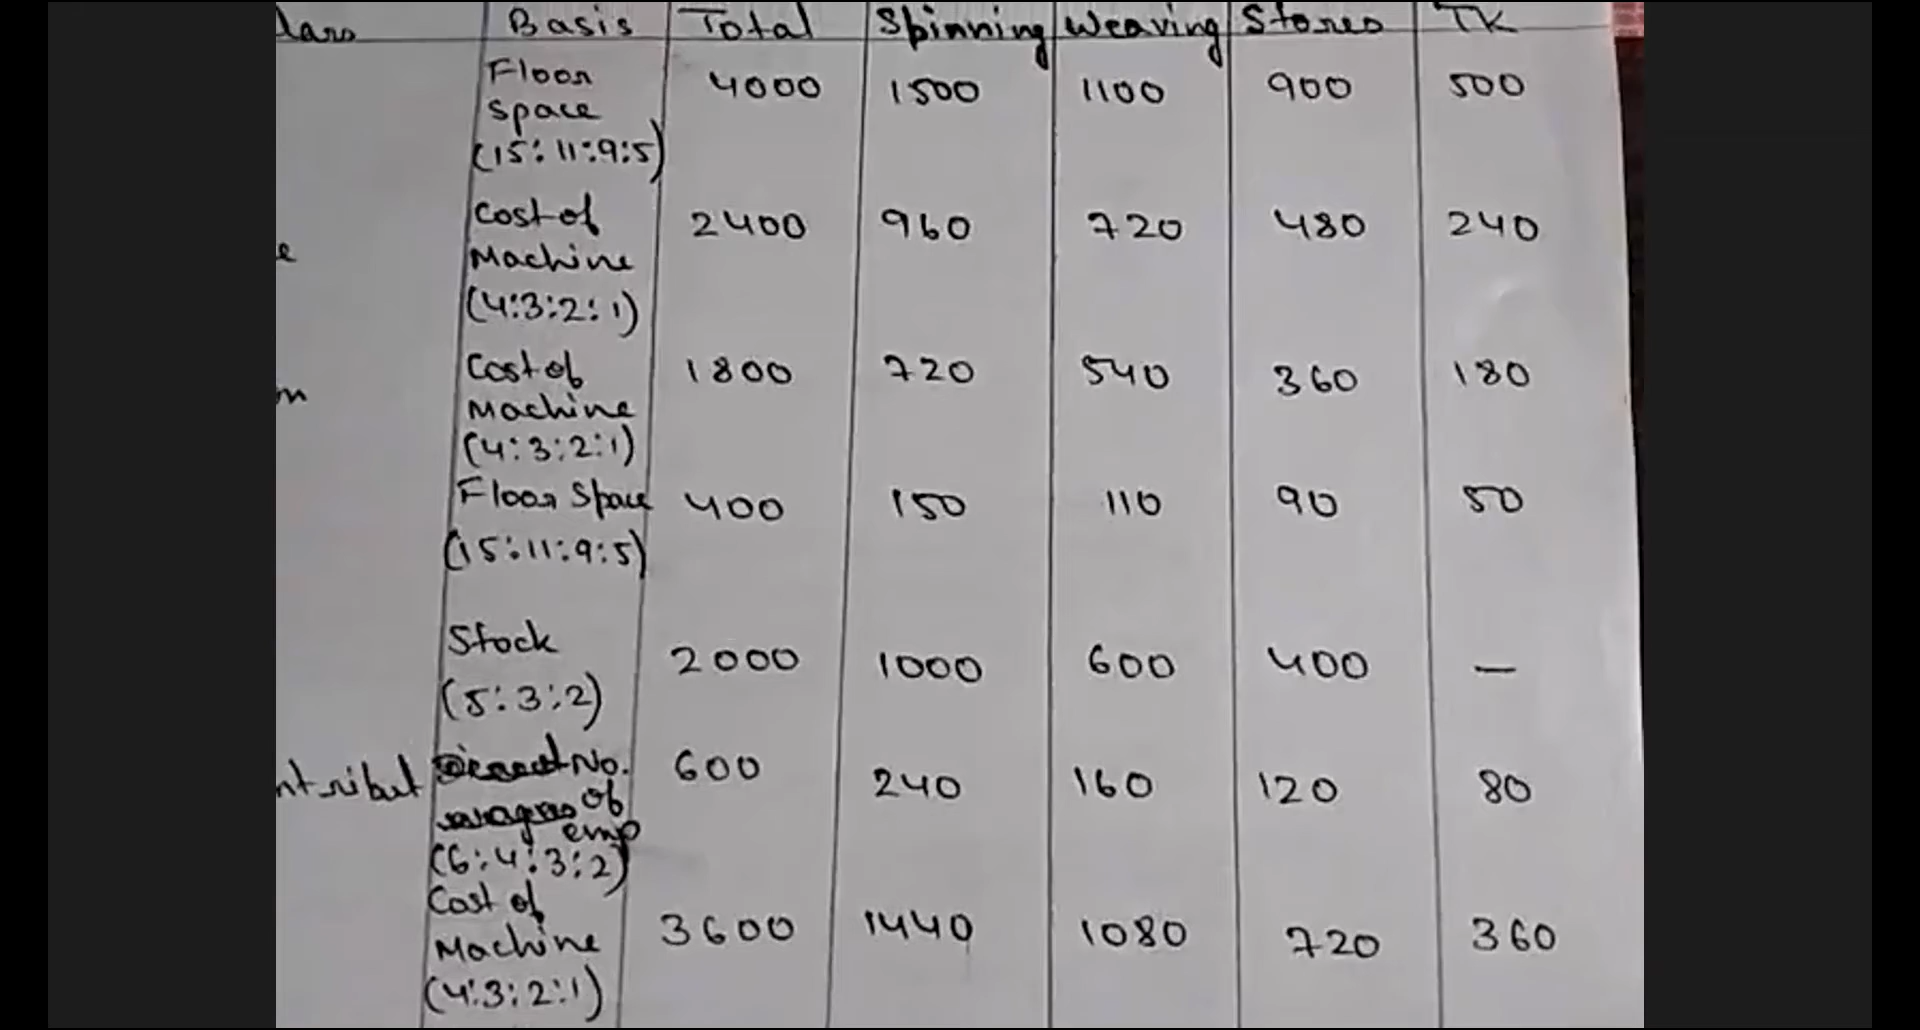 lars Basis Total Spinning Weaving Stores TK
Floor 4000 1500 1100 900 500
space
(15:11:9:5)
Cost of 2400 960 720 480 240
e Machine
(4:3:2:1)
Cost of 1800 720 540 360 180
on Machine
(4:3:2:1)
Floor Space 400 150 110 90 50
(15:11:9:5)
Stock 2000 1000 600 400 —
(5:3:2)
ntribut No. 600 240 160 120 80
of
emp
(6:4:3:2)
Cost of
Machine 3600 1440 1080 720 360
(4:3:2:1)